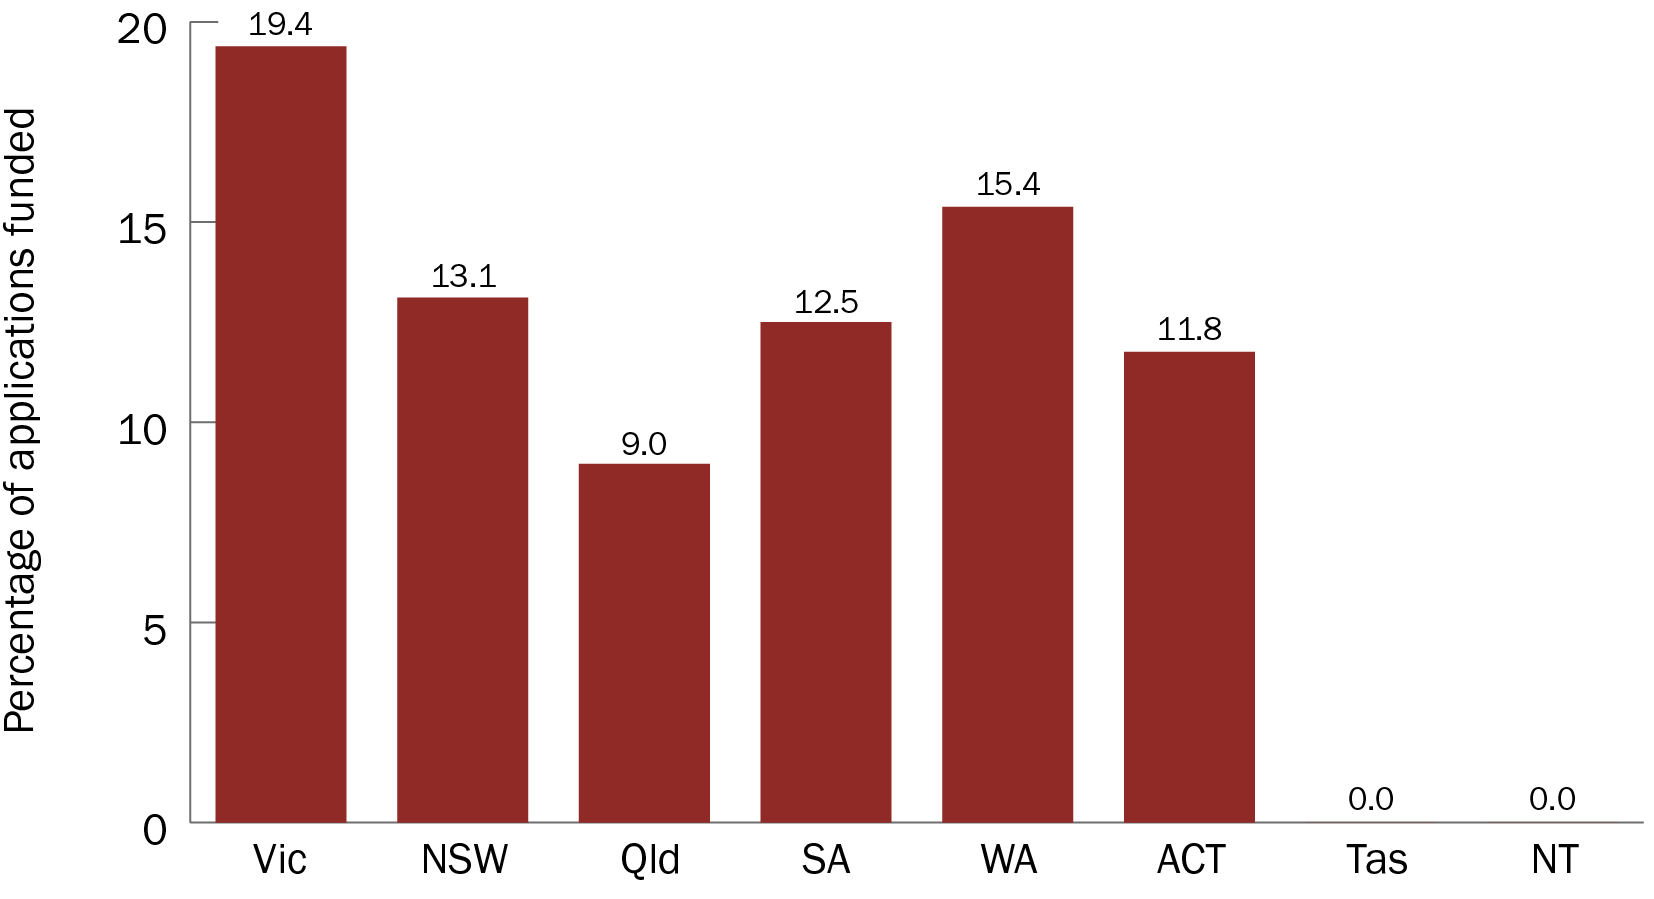 Percentage of applications funded
20
15
10
5
0
19.4
13.1
9.0
12.5
15.4
11.8
0.0
0.0
Vic
NSW
Qld
SA
WA
ACT
Tas
NT